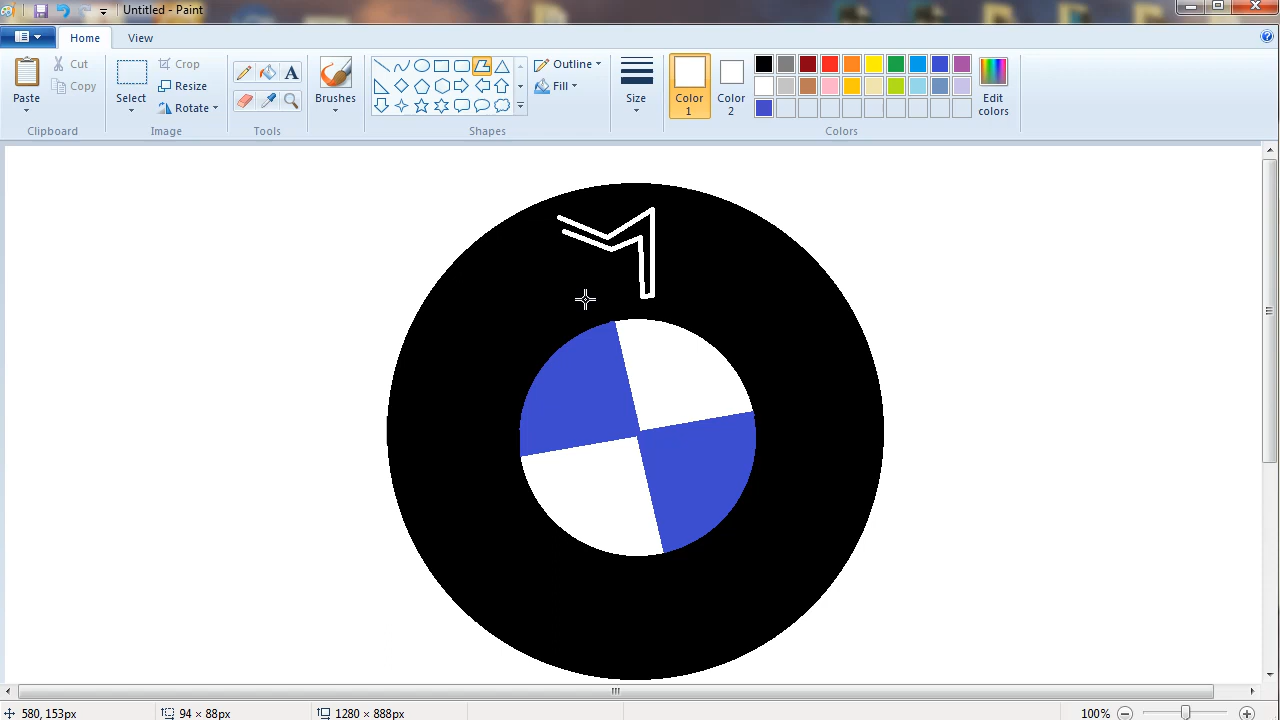 Untitled - Paint
Home View
Paste Cut Copy Select Crop Resize Rotate Brushes Outline Fill Size Color 1 Color 2 Edit colors
Clipboard Image Tools Shapes Colors
580, 153px 94 × 88px 1280 × 888px 100%